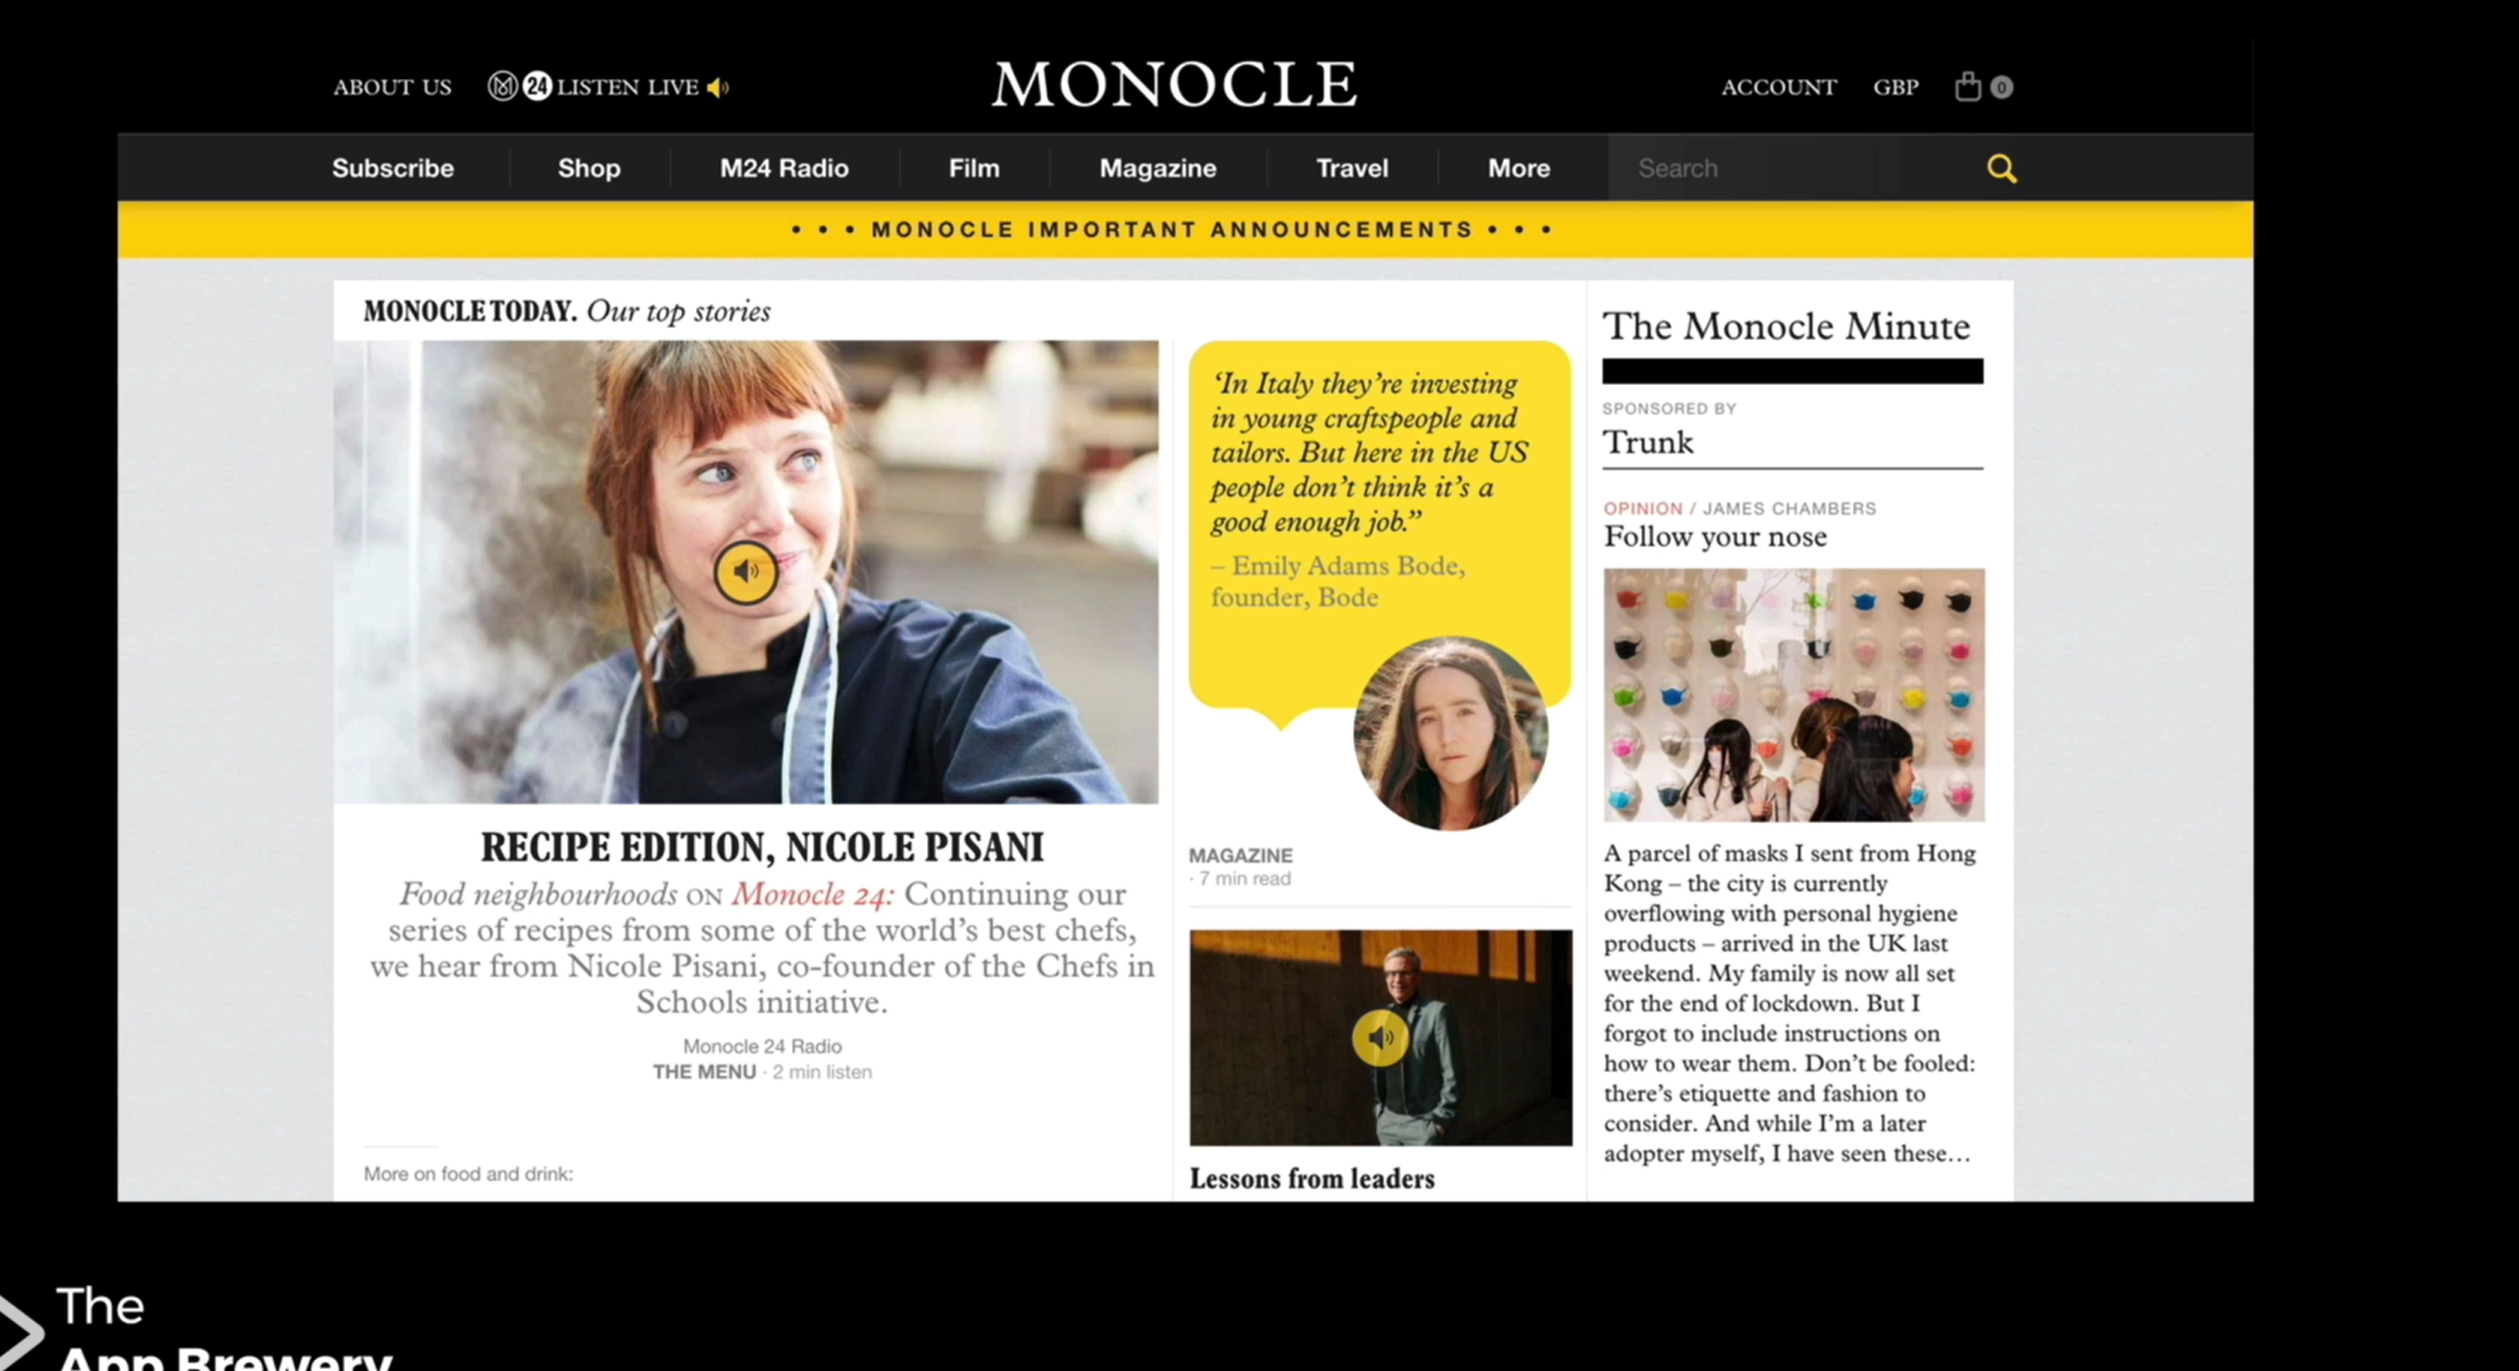 ABOUT US
24 LISTEN LIVE
MONOCLE
ACCOUNT
GBP
0
Subscribe
Shop
M24 Radio
Film
Magazine
Travel
More
Search
• • • MONOCLE IMPORTANT ANNOUNCEMENTS • • •
MONOCLE TODAY. Our top stories
RECIPE EDITION, NICOLE PISANI
Food neighbourhoods ON Monocle 24: Continuing our
series of recipes from some of the world’s best chefs,
we hear from Nicole Pisani, co-founder of the Chefs in
Schools initiative.
Monocle 24 Radio
THE MENU · 2 min listen
More on food and drink:
‘In Italy they’re investing
in young craftspeople and
tailors. But here in the US
people don’t think it’s a
good enough job.”
– Emily Adams Bode,
founder, Bode
MAGAZINE
· 7 min read
Lessons from leaders
The Monocle Minute
SPONSORED BY
Trunk
OPINION / JAMES CHAMBERS
Follow your nose
A parcel of masks I sent from Hong
Kong – the city is currently
overflowing with personal hygiene
products – arrived in the UK last
weekend. My family is now all set
for the end of lockdown. But I
forgot to include instructions on
how to wear them. Don’t be fooled:
there’s etiquette and fashion to
consider. And while I’m a later
adopter myself, I have seen these…
The
App Brewery